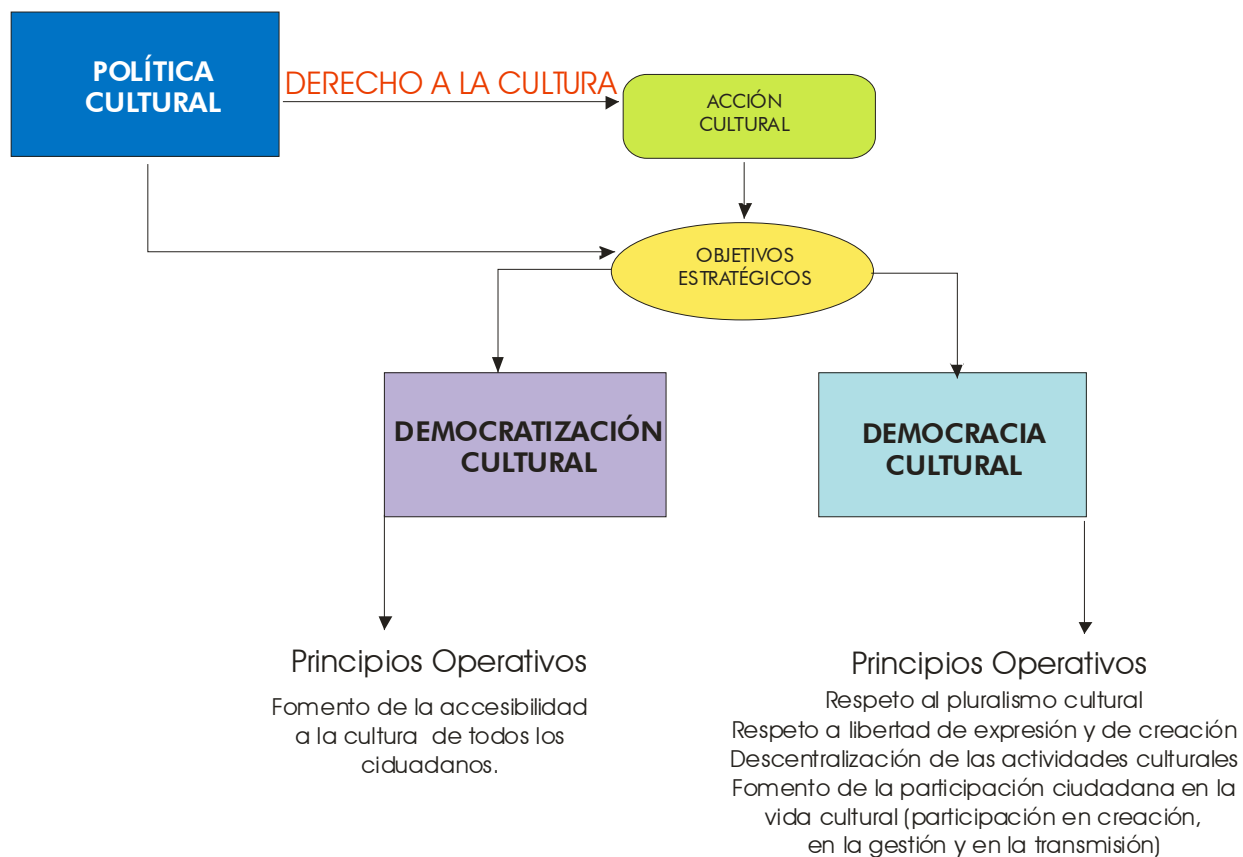 POLÍTICA
CULTURAL
DERECHO A LA CULTURA
ACCIÓN
CULTURAL
OBJETIVOS
ESTRATÉGICOS
DEMOCRATIZACIÓN
CULTURAL
DEMOCRACIA
CULTURAL
Principios Operativos
Fomento de la accesibilidad
a la cultura de todos los
ciduadanos.
Principios Operativos
Respeto al pluralismo cultural
Respeto a libertad de expresión y de creación
Descentralización de las actividades culturales
Fomento de la participación ciudadana en la
vida cultural (participación en creación,
en la gestión y en la transmisión)